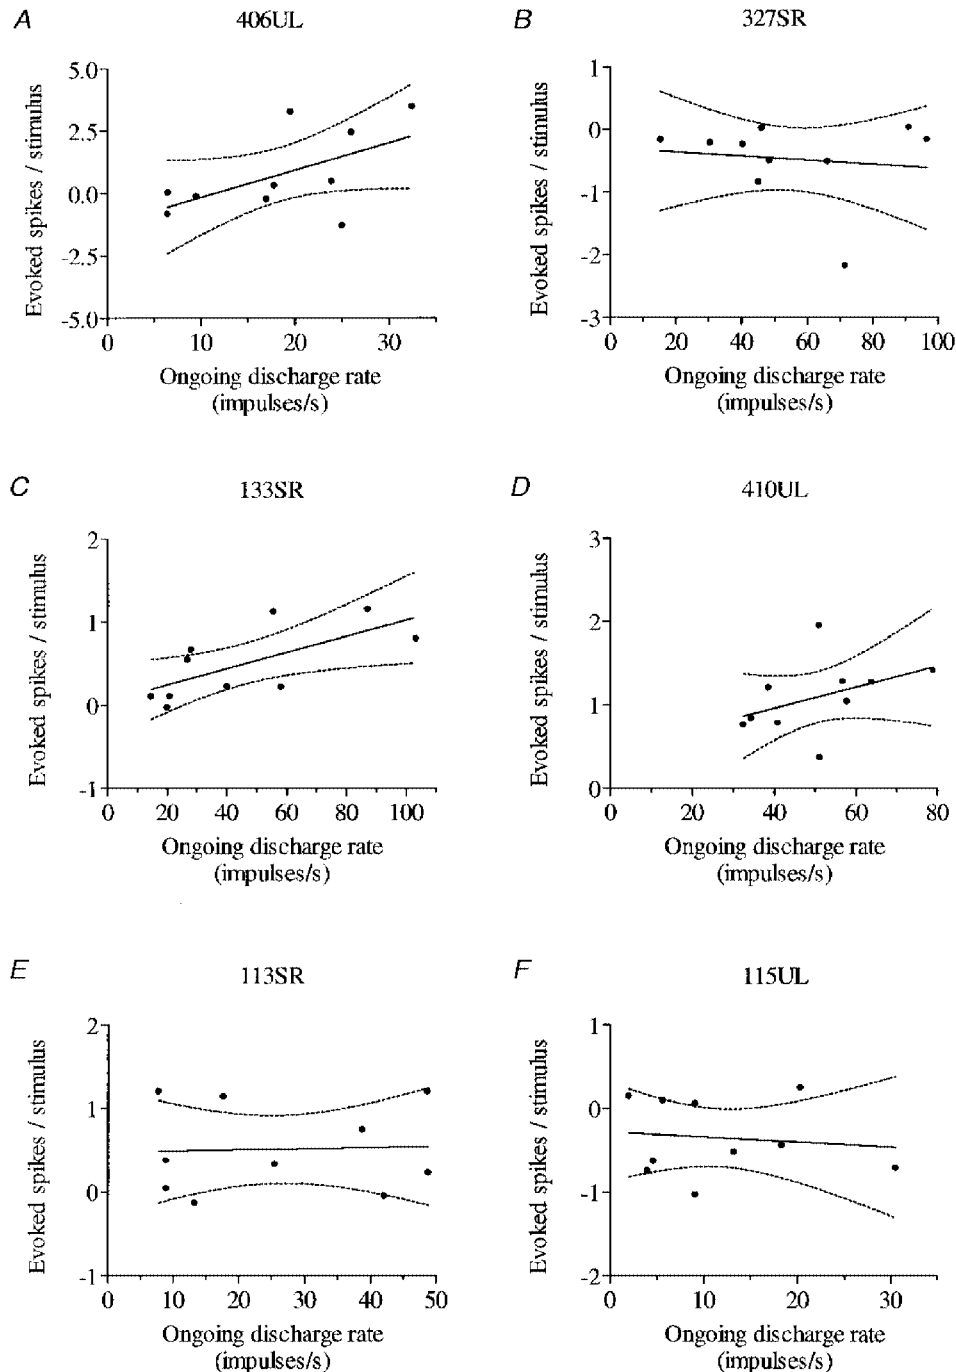 A
406UL
Evoked spikes / stimulus
5.0
2.5
0.0
-2.5
-5.0
0 10 20 30
Ongoing discharge rate
(impulses/s)
B
327SR
Evoked spikes / stimulus
1
0
-1
-2
-3
0 20 40 60 80 100
Ongoing discharge rate
(impulses/s)
C
133SR
Evoked spikes / stimulus
2
1
0
-1
0 20 40 60 80 100
Ongoing discharge rate
(impulses/s)
D
410UL
Evoked spikes / stimulus
3
2
1
0
0 20 40 60 80
Ongoing discharge rate
(impulses/s)
E
113SR
Evoked spikes / stimulus
2
1
0
-1
0 10 20 30 40 50
Ongoing discharge rate
(impulses/s)
F
115UL
Evoked spikes / stimulus
1
0
-1
-2
0 10 20 30
Ongoing discharge rate
(impulses/s)